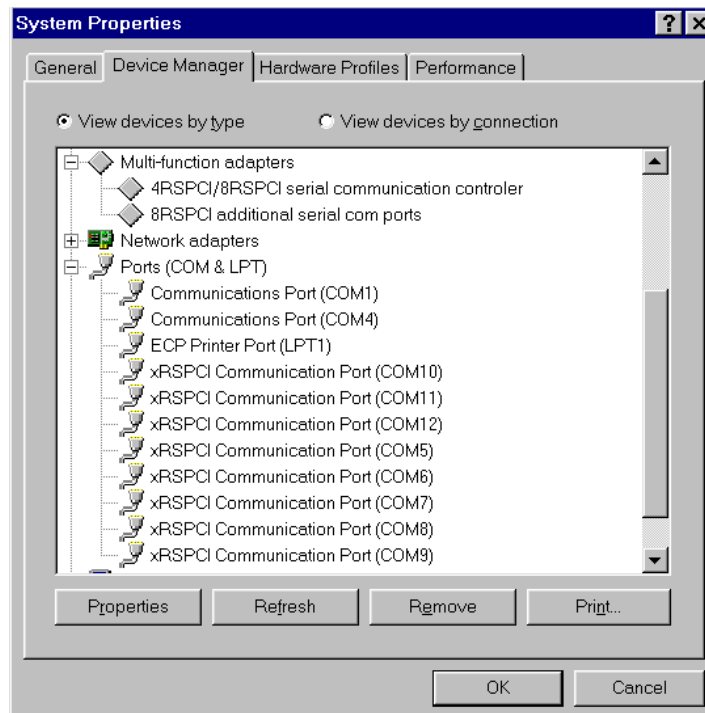 System Properties
General Device Manager Hardware Profiles Performance
View devices by type View devices by connection
Multi-function adapters
4RSPCI/8RSPCI serial communication controler
8RSPCI additional serial com ports
Network adapters
Ports (COM & LPT)
Communications Port (COM1)
Communications Port (COM4)
ECP Printer Port (LPT1)
xRSPCI Communication Port (COM10)
xRSPCI Communication Port (COM11)
xRSPCI Communication Port (COM12)
xRSPCI Communication Port (COM5)
xRSPCI Communication Port (COM6)
xRSPCI Communication Port (COM7)
xRSPCI Communication Port (COM8)
xRSPCI Communication Port (COM9)
Properties Refresh Remove Print...
OK Cancel